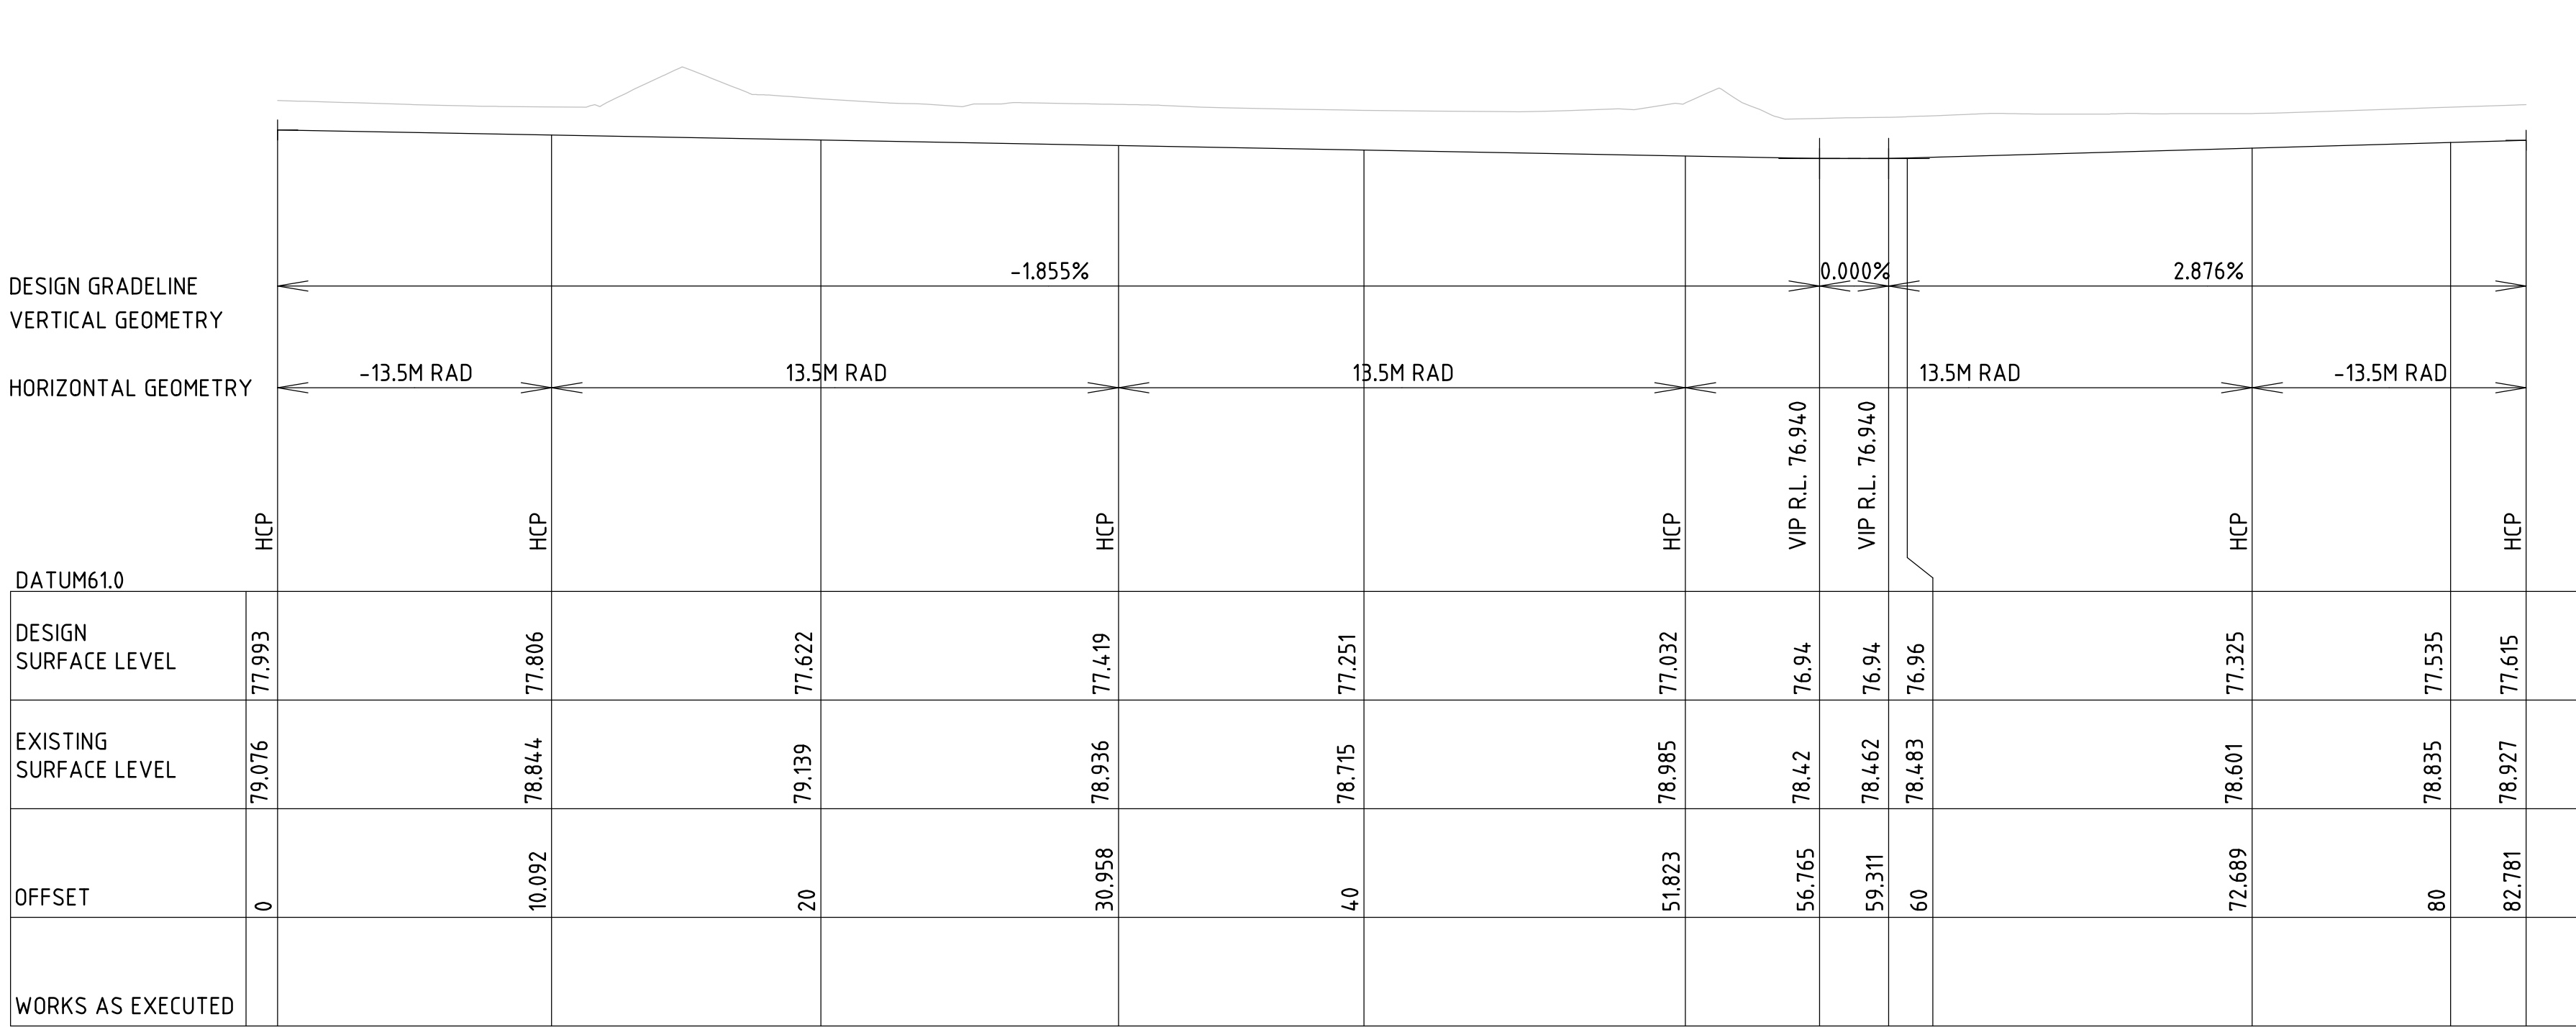 -1.855%
0.000%
2.876%
DESIGN GRADELINE
VERTICAL GEOMETRY
-13.5M RAD
13.5M RAD
13.5M RAD
13.5M RAD
-13.5M RAD
HORIZONTAL GEOMETRY
HCP
HCP
HCP
HCP
VIP R.L. 76.940
VIP R.L. 76.940
HCP
HCP
DATUM61.0
DESIGN
SURFACE LEVEL
77.993
77.806
77.622
77.419
77.251
77.032
76.94
76.94
76.96
77.325
77.535
77.615
EXISTING
SURFACE LEVEL
79.076
78.844
79.139
78.936
78.715
78.985
78.42
78.462
78.483
78.601
78.835
78.927
OFFSET
0
10.092
20
30.958
40
51.823
56.765
59.311
60
72.689
80
82.781
WORKS AS EXECUTED